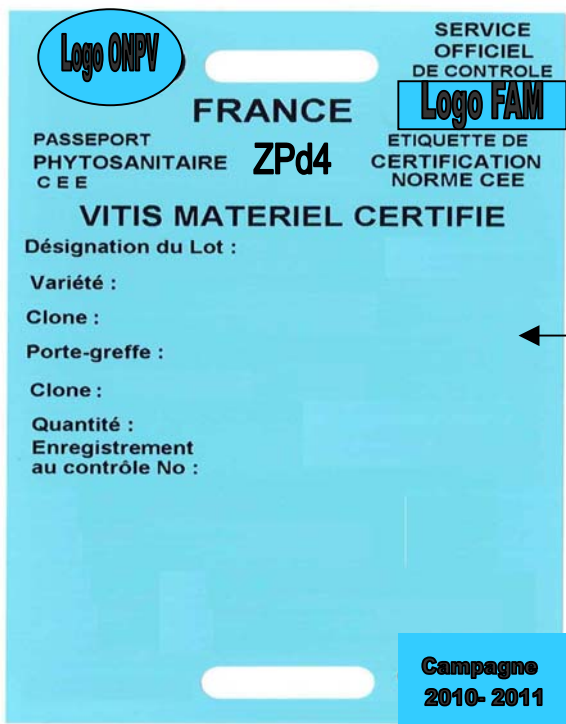 Logo ONPV
SERVICE
OFFICIEL
DE CONTROLE
Logo FAM
FRANCE
PASSEPORT
PHYTOSANITAIRE
C E E
ZPd4
ETIQUETTE DE
CERTIFICATION
NORME CEE
VITIS MATERIEL CERTIFIE
Désignation du Lot :
Variété :
Clone :
Porte-greffe :
Clone :
Quantité :
Enregistrement
au contrôle No :
Campagne
2010- 2011